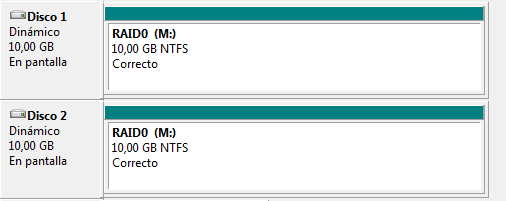 Disco 1
Dinámico
10,00 GB
En pantalla
RAID0 (M:)
10,00 GB NTFS
Correcto
Disco 2
Dinámico
10,00 GB
En pantalla
RAID0 (M:)
10,00 GB NTFS
Correcto